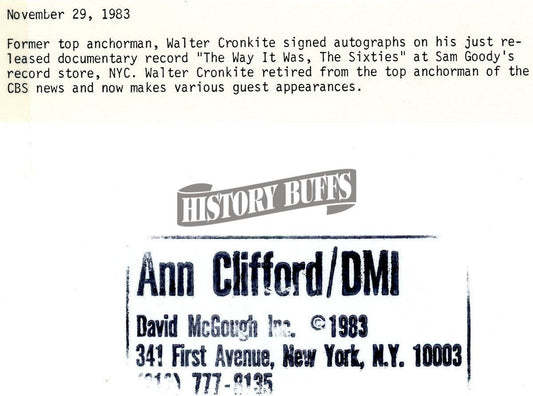 November 29, 1983
Former top anchorman, Walter Cronkite signed autographs on his just re-
leased documentary record "The Way It Was, The Sixties" at Sam Goody's
record store, NYC. Walter Cronkite retired from the top anchorman of the
CBS news and now makes various guest appearances.
HISTORY BUFFS
Ann Clifford/DMI
David McGough Inc. ©1983
341 First Avenue, New York, N.Y. 10003
(212) 777-8135